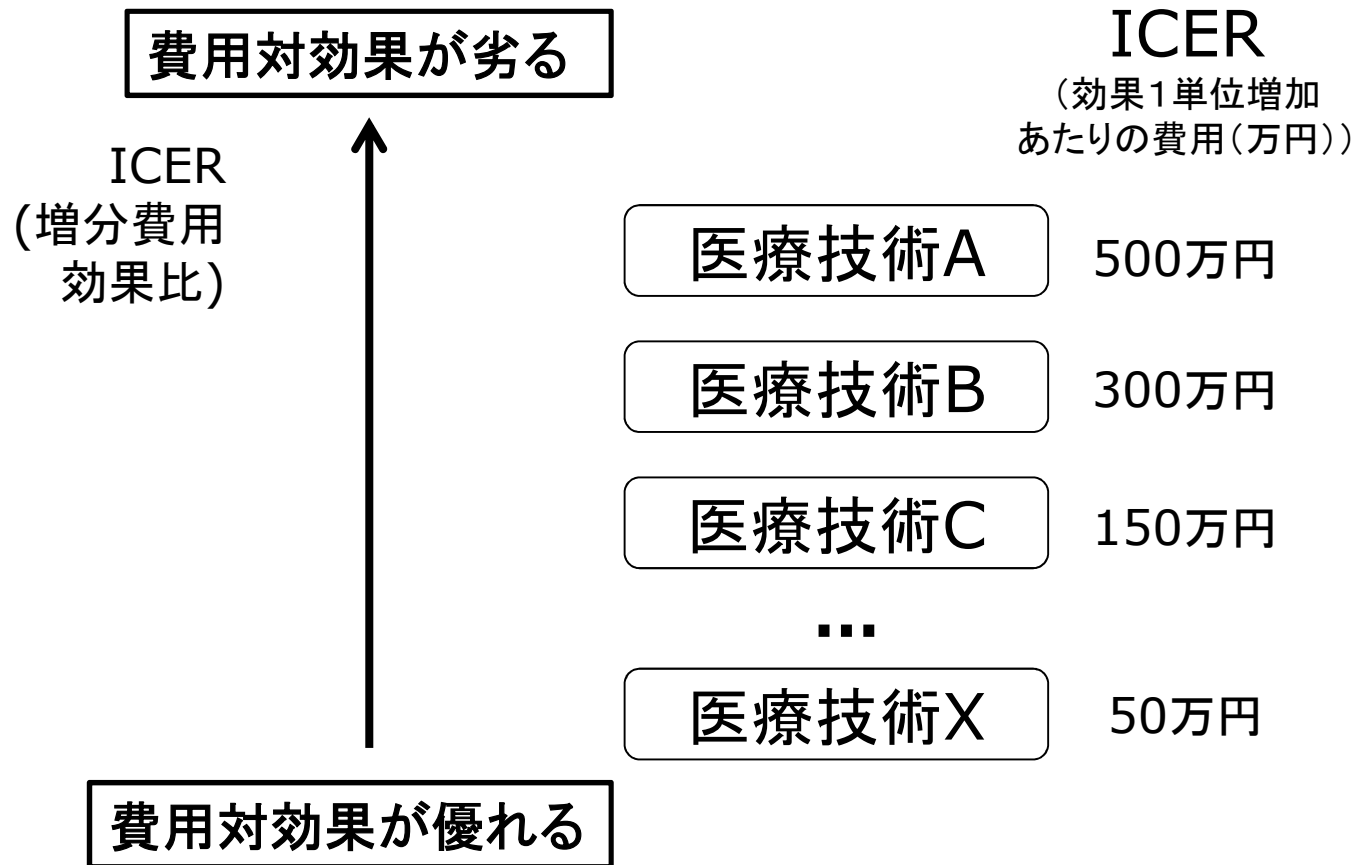 費用対効果が劣る
ICER
(増分費用
効果比)
ICER
(効果1単位増加
あたりの費用(万円))
医療技術A
500万円
医療技術B
300万円
医療技術C
150万円
…
医療技術X
50万円
費用対効果が優れる